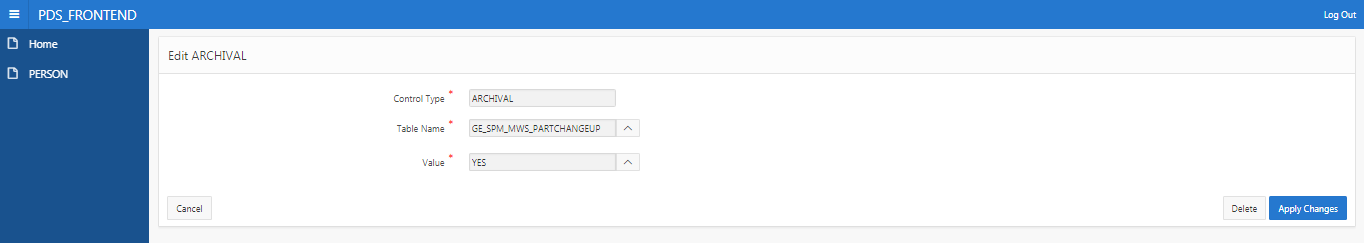 PDS_FRONTEND
Log Out
Home
PERSON
Edit ARCHIVAL
Control Type *
ARCHIVAL
Table Name *
GE_SPM_MWS_PARTCHANGEUP
Value *
YES
Cancel
Delete
Apply Changes